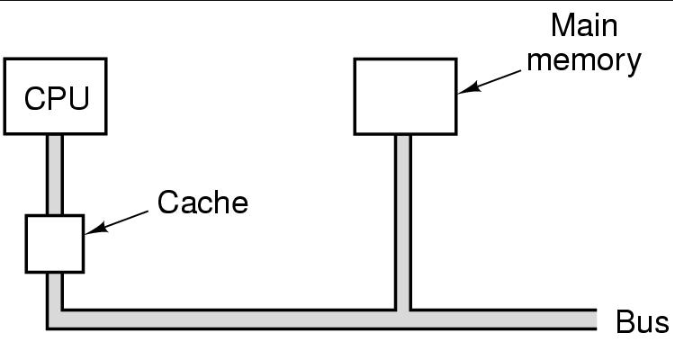 Main
memory
CPU
Cache
Bus